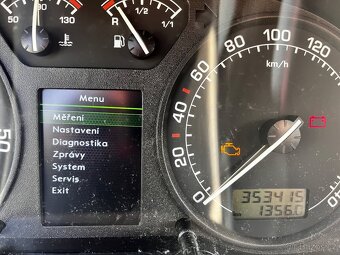 50 130
R 1/2 1/1
Menu
Měření
Nastavení
Diagnostika
Zprávy
System
Servis
Exit
50
0 20 40 60 80 100 120
km/h
353415
1356.0